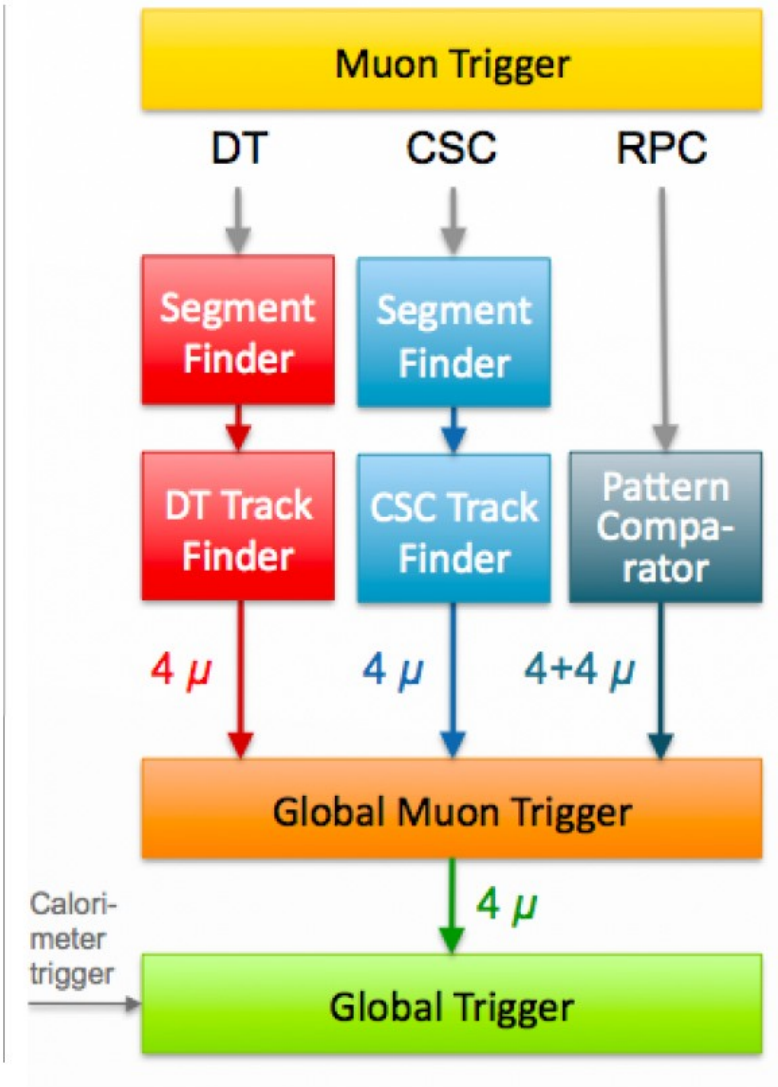 Muon Trigger
DT
CSC
RPC
Segment
Finder
Segment
Finder
DT Track
Finder
CSC Track
Finder
Pattern
Compa-
rator
4 μ
4 μ
4+4 μ
Global Muon Trigger
4 μ
Calori-
meter
trigger
Global Trigger